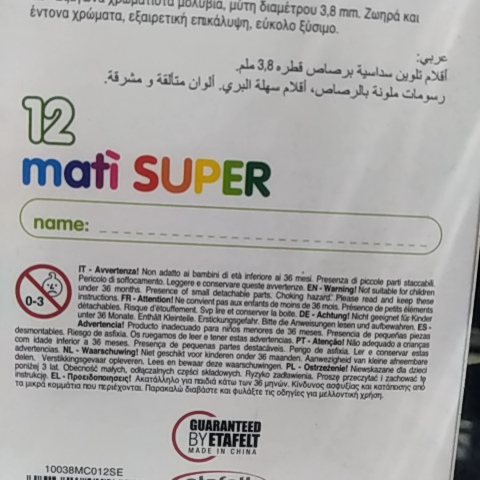 χρωματιστά μολύβια, μύτη διαμέτρου 3,8 mm. Ζωηρά και
έντονα χρώματα, εξαιρετική επικάλυψη, εύκολο ξύσιμο.
عربي:
أقلام تلوين سداسية برصاص قطره 3,8 ملم.
رسومات ملونة بالرصاص، أقلام سهلة البري. ألوان متألقة و مشرقة.
12
matì SUPER
name:
0-3
IT - Avvertenza! Non adatto ai bambini di età inferiore ai 36 mesi. Presenza di piccole parti staccabili.
Pericolo di soffocamento. Leggere e conservare queste avvertenze. EN - Warning! Not suitable for children
under 36 months. Presence of small detachable parts. Choking hazard. Please read and keep these
instructions. FR - Attention! Ne convient pas aux enfants de moins de 36 mois. Présence de petits éléments
détachables. Risque d'étouffement. Svp lire et conserver la boite. DE - Achtung! Nicht geeignet für Kinder
unter 36 Monate. Enthält Kleinteile. Erstickungsgefahr. Bitte die Anweisungen lesen und aufbewahren. ES -
Advertencia! Producto inadecuado para niños menores de 36 meses. Presencia de pequeñas piezas
desmontables. Riesgo de asfixia. Os ruegamos de leer e tener estas advertencias. PT - Atenção! Não adequado a crianças
com idade inferior a 36 meses. Presença de pequenas partes destacáveis. Perigo de asfixia. Ler e conservar estas
advertencias. NL - Waarschuwing! Niet geschikt voor kinderen onder 36 maanden. Aanwezigheid van kleine afneembare
delen. Verstikkingsgevaar opleveren. Lees en bewaar deze waarschuwingen. PL - Ostrzeżenie! Niewskazane dla dzieci
poniżej 3 lat. Obecność małych, odłączalnych części składowych. Ryzyko zadławienia. Proszę przeczytać i zachować tę
instrukcję. EL - Προειδοποίησεις! Ακατάλληλο για παιδιά κάτω των 36 μηνών. Κίνδυνος ασφυξίας και κατάποσης από
τα μικρά κομμάτια που περιέχονται. Παρακαλώ διαβάστε και φυλάξτε τις οδηγίες για μελλοντική χρήση.
GUARANTEED
BY ETAFELT
MADE IN CHINA
10038MC012SE